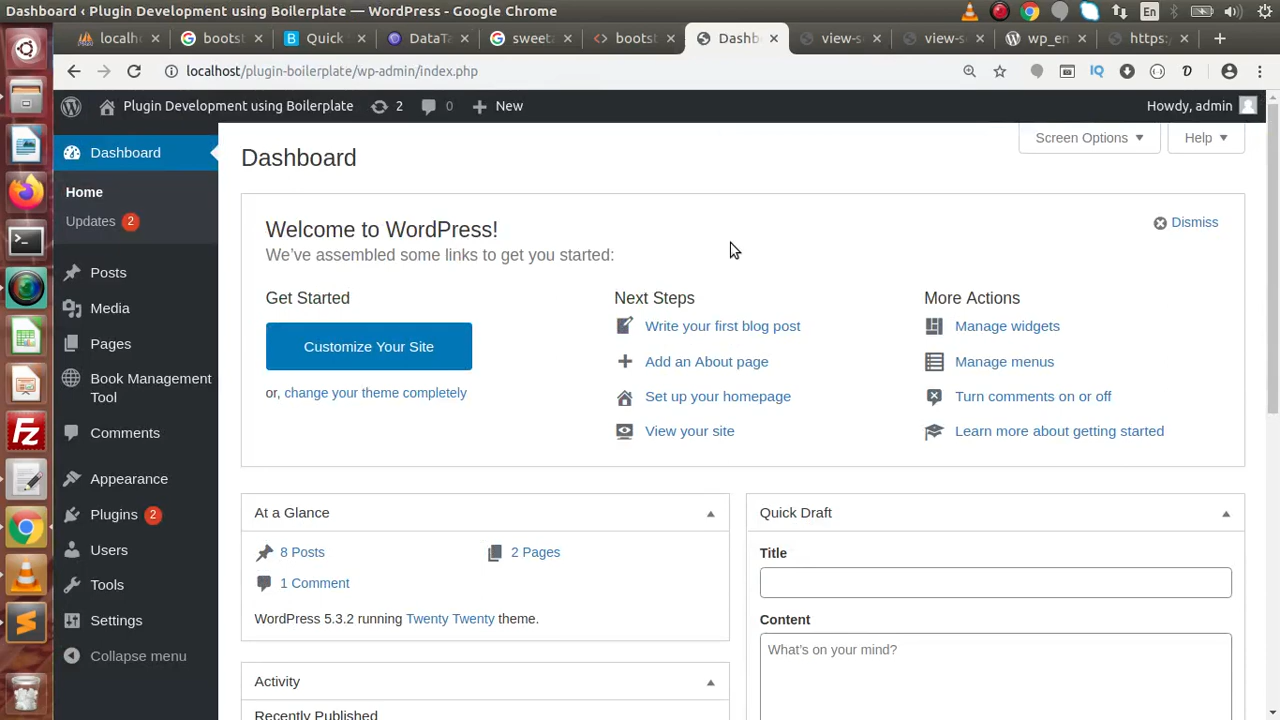 Dashboard ‹ Plugin Development using Boilerplate — WordPress - Google Chrome
En
localh
bootst
Quick
DataTa
sweeta
bootst
Dashb
view-s
view-s
wp_en
https:
localhost/plugin-boilerplate/wp-admin/index.php
IQ
Plugin Development using Boilerplate
2
0
New
Howdy, admin
Dashboard
Home
Updates 2
Posts
Media
Pages
Book Management
Tool
Comments
Appearance
Plugins 2
Users
Tools
Settings
Collapse menu
Screen Options
Help
Dashboard
Welcome to WordPress!
We've assembled some links to get you started:
Dismiss
Get Started
Customize Your Site
or, change your theme completely
Next Steps
Write your first blog post
Add an About page
Set up your homepage
View your site
More Actions
Manage widgets
Manage menus
Turn comments on or off
Learn more about getting started
At a Glance
8 Posts
2 Pages
1 Comment
WordPress 5.3.2 running Twenty Twenty theme.
Activity
Recently Published
Quick Draft
Title
Content
What's on your mind?